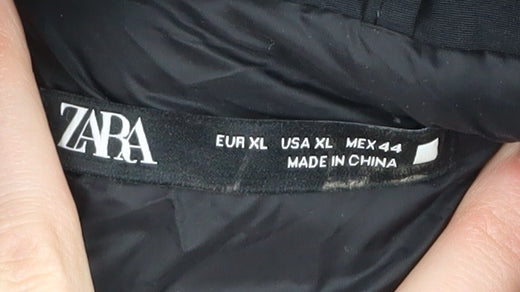 ZARA
EUR XL USA XL MEX 44
MADE IN CHINA